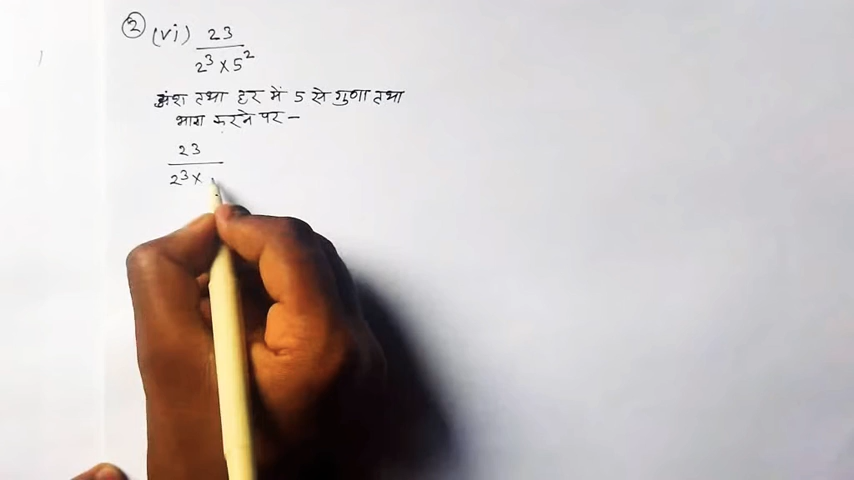 ② (vi) 23 / 2³ × 5²
अंश तथा हर में 5 से गुणा तथा
भाग करने पर –
23 / 2³ ×